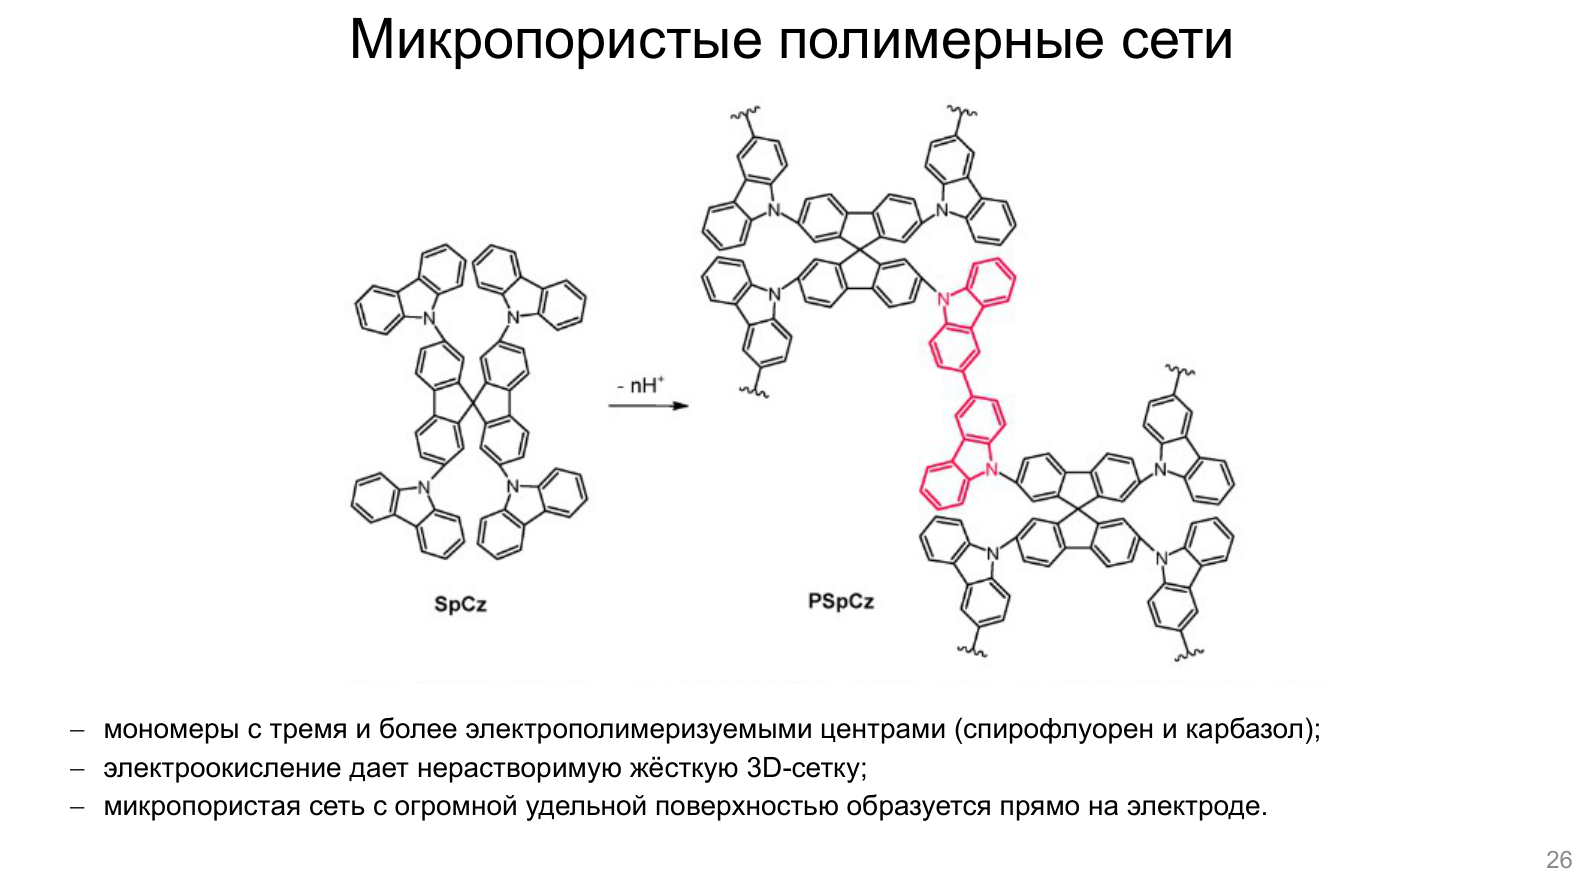 Микропористые полимерные сети
N
N
N
N
N
N
N
N
- nH⁺
N
N
N
N
SpCz
PSpCz
– мономеры с тремя и более электрополимеризуемыми центрами (спирофлуорен и карбазол);
– электроокисление дает нерастворимую жёсткую 3D-сетку;
– микропористая сеть с огромной удельной поверхностью образуется прямо на электроде.
26